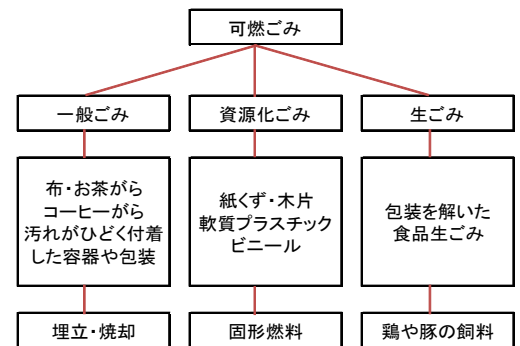 可燃ごみ
一般ごみ
資源化ごみ
生ごみ
布・お茶がら
コーヒーがら
汚れがひどく付着
した容器や包装
紙くず・木片
軟質プラスチック
ビニール
包装を解いた
食品生ごみ
埋立・焼却
固形燃料
鶏や豚の飼料